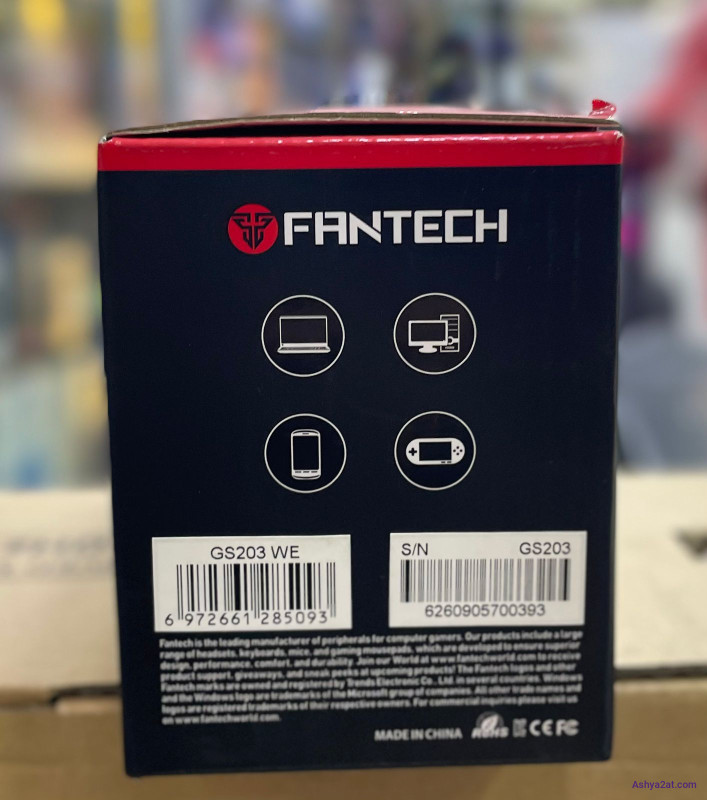 FANTECH
GS203 WE
6 972661 285093
S/N GS203
6260905700393
Fantech is the leading manufacturer of peripherals for computer gamers. Our products include a large
range of headsets, keyboards, mice, and gaming mousepads, which are developed to ensure superior
design, performance, comfort, and durability. Join our World at www.fantechworld.com to obtain
product support, giveaways, and sneak peeks at upcoming products! The Fantech logos and other
Fantech marks are owned and registered by Electronic Co., Ltd. in several countries. Windows
and the Windows logo are trademarks of the Microsoft group of companies. All other trade names and
logos are registered trademarks of their respective owners. For commercial inquiries please visit us
on www.fantechworld.com.
MADE IN CHINA RoHS CE FC
Ashya2at.com